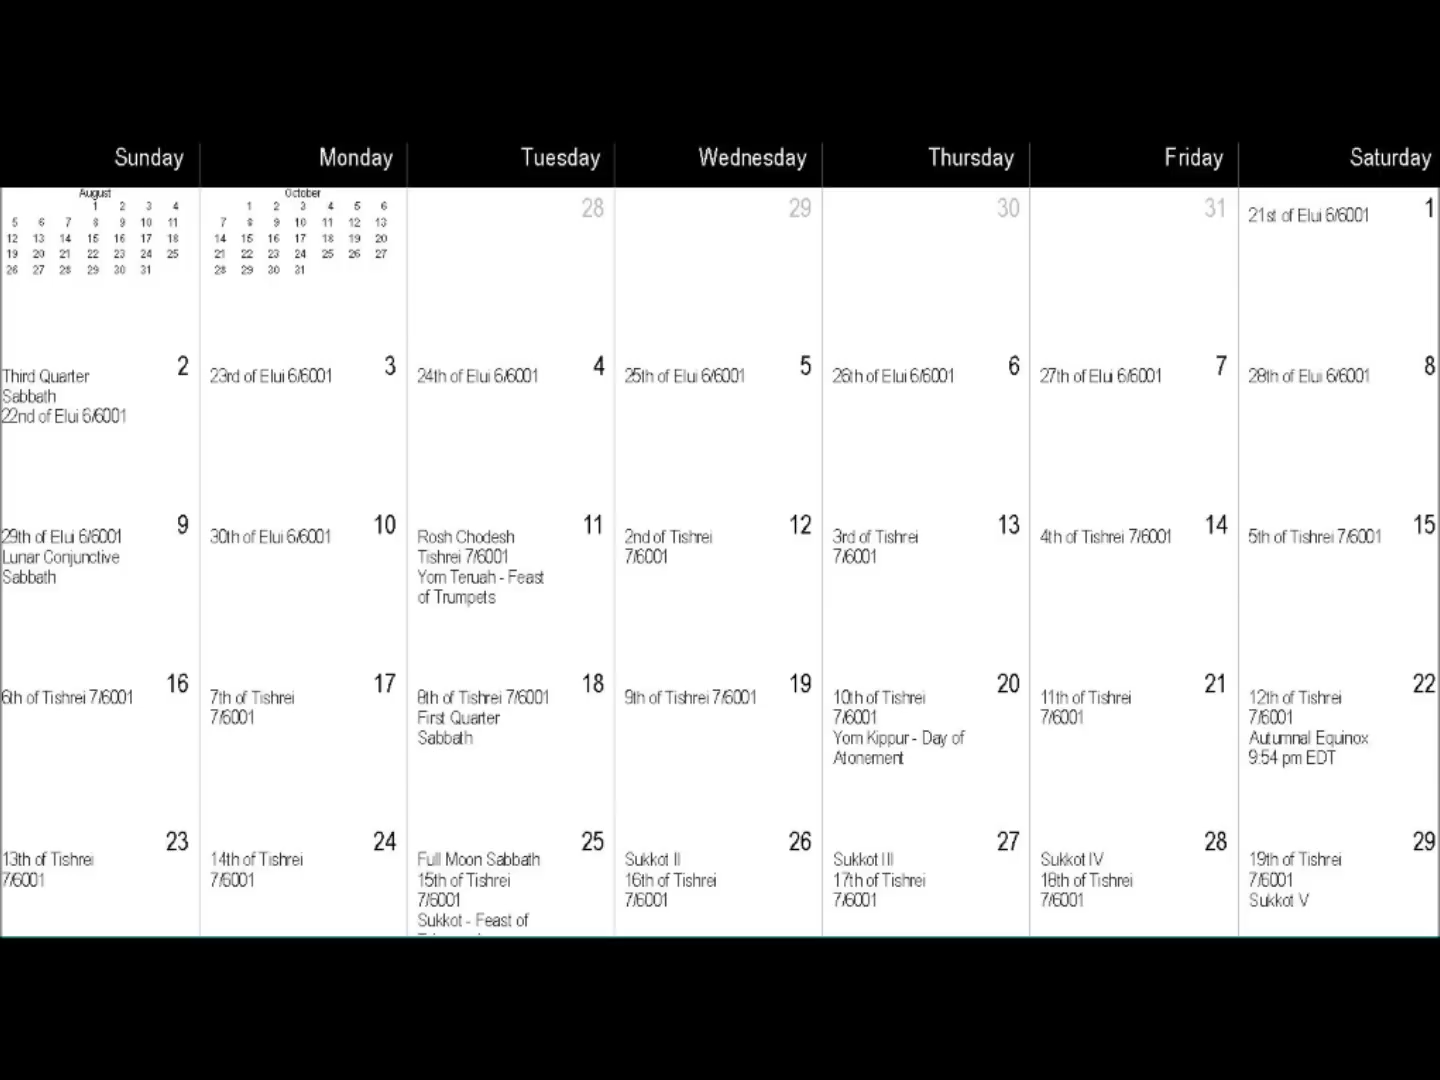 Sunday Monday Tuesday Wednesday Thursday Friday Saturday
August
1 2 3 4
5 6 7 8 9 10 11
12 13 14 15 16 17 18
19 20 21 22 23 24 25
26 27 28 29 30 31
October
1 2 3 4 5 6
7 8 9 10 11 12 13
14 15 16 17 18 19 20
21 22 23 24 25 26 27
28 29 30 31
28
29
30
31
1
21st of Elui 6/6001
2
Third Quarter
Sabbath
22nd of Elui 6/6001
3
23rd of Elui 6/6001
4
24th of Elui 6/6001
5
25th of Elui 6/6001
6
26th of Elui 6/6001
7
27th of Elui 6/6001
8
28th of Elui 6/6001
9
29th of Elui 6/6001
Lunar Conjunctive
Sabbath
10
30th of Elui 6/6001
11
Rosh Chodesh
Tishrei 7/6001
Yom Teruah - Feast
of Trumpets
12
2nd of Tishrei
7/6001
13
3rd of Tishrei
7/6001
14
4th of Tishrei 7/6001
15
5th of Tishrei 7/6001
16
6th of Tishrei 7/6001
17
7th of Tishrei
7/6001
18
8th of Tishrei 7/6001
First Quarter
Sabbath
19
9th of Tishrei 7/6001
20
10th of Tishrei
7/6001
Yom Kippur - Day of
Atonement
21
11th of Tishrei
7/6001
22
12th of Tishrei
7/6001
Autumnal Equinox
9:54 pm EDT
23
13th of Tishrei
7/6001
24
14th of Tishrei
7/6001
25
Full Moon Sabbath
15th of Tishrei
7/6001
Sukkot - Feast of
26
Sukkot II
16th of Tishrei
7/6001
27
Sukkot III
17th of Tishrei
7/6001
28
Sukkot IV
18th of Tishrei
7/6001
29
19th of Tishrei
7/6001
Sukkot V